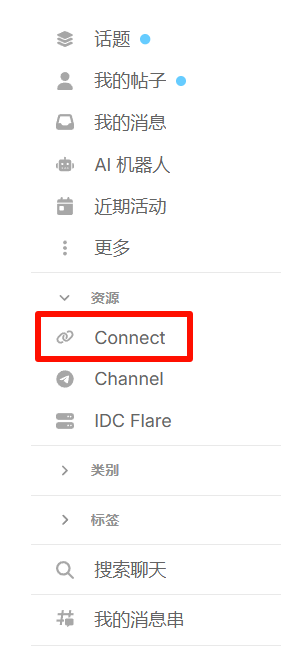 话题
我的帖子
我的消息
AI 机器人
近期活动
更多
资源
Connect
Channel
IDC Flare
类别
标签
搜索聊天
我的消息串